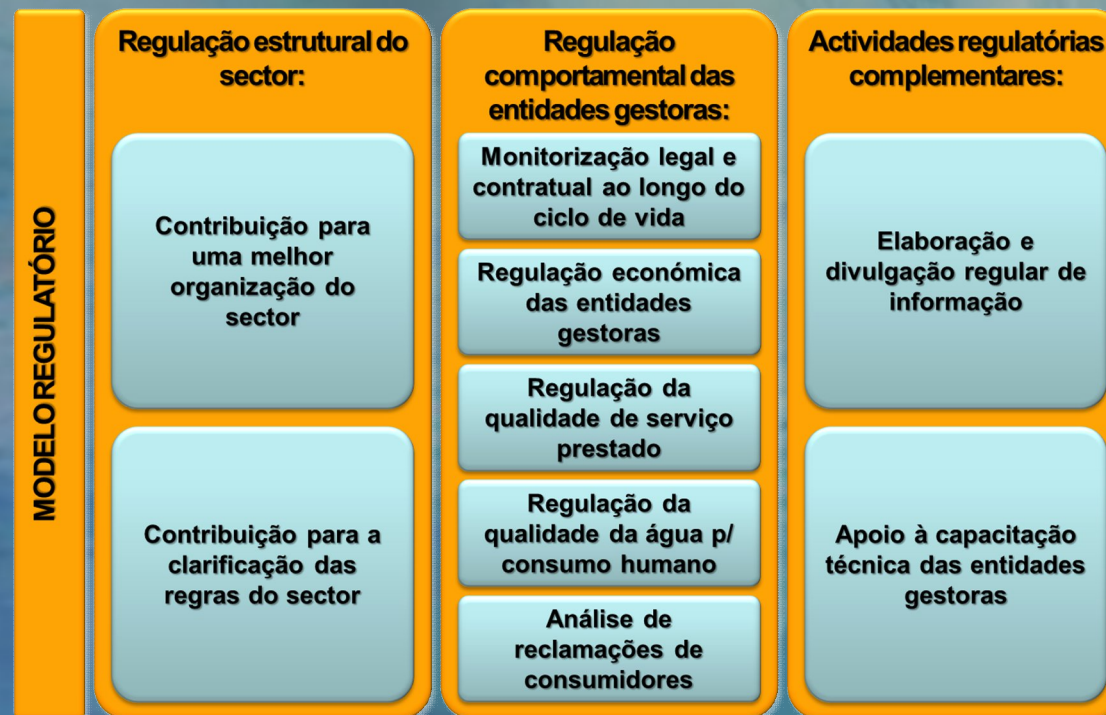 MODELO REGULATÓRIO
Regulação estrutural do
sector:
Contribuição para
uma melhor
organização do
sector
Contribuição para a
clarificação das
regras do sector
Regulação
comportamental das
entidades gestoras:
Monitorização legal e
contratual ao longo do
ciclo de vida
Regulação económica
das entidades
gestoras
Regulação da
qualidade de serviço
prestado
Regulação da
qualidade da água p/
consumo humano
Análise de
reclamações de
consumidores
Actividades regulatórias
complementares:
Elaboração e
divulgação regular de
informação
Apoio à capacitação
técnica das entidades
gestoras